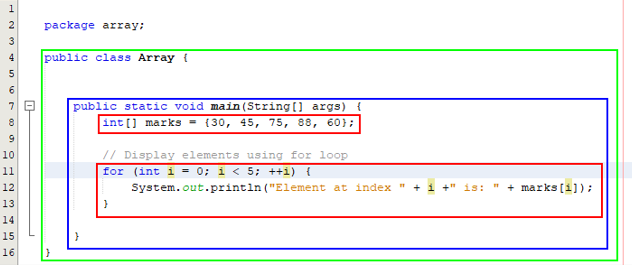 1
2 package array;
3
4 public class Array {
5
6
7 public static void main(String[] args) {
8 int[] marks = {30, 45, 75, 88, 60};
9
10 // Display elements using for loop
11 for (int i = 0; i < 5; ++i) {
12 System.out.println("Element at index " + i +" is: " + marks[i]);
13 }
14
15 }
16 }